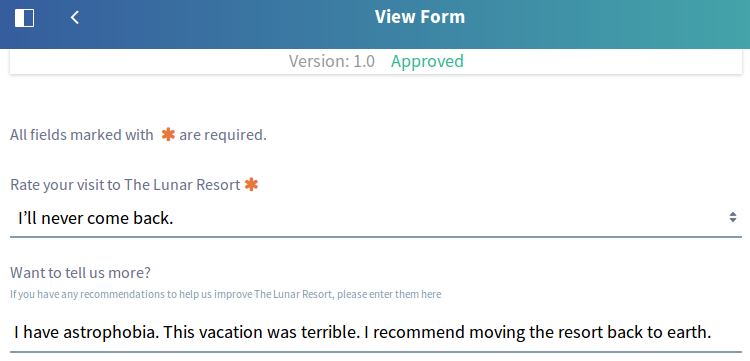 View Form
Version: 1.0 Approved
All fields marked with ✱ are required.
Rate your visit to The Lunar Resort ✱
I’ll never come back.
Want to tell us more?
If you have any recommendations to help us improve The Lunar Resort, please enter them here
I have astrophobia. This vacation was terrible. I recommend moving the resort back to earth.